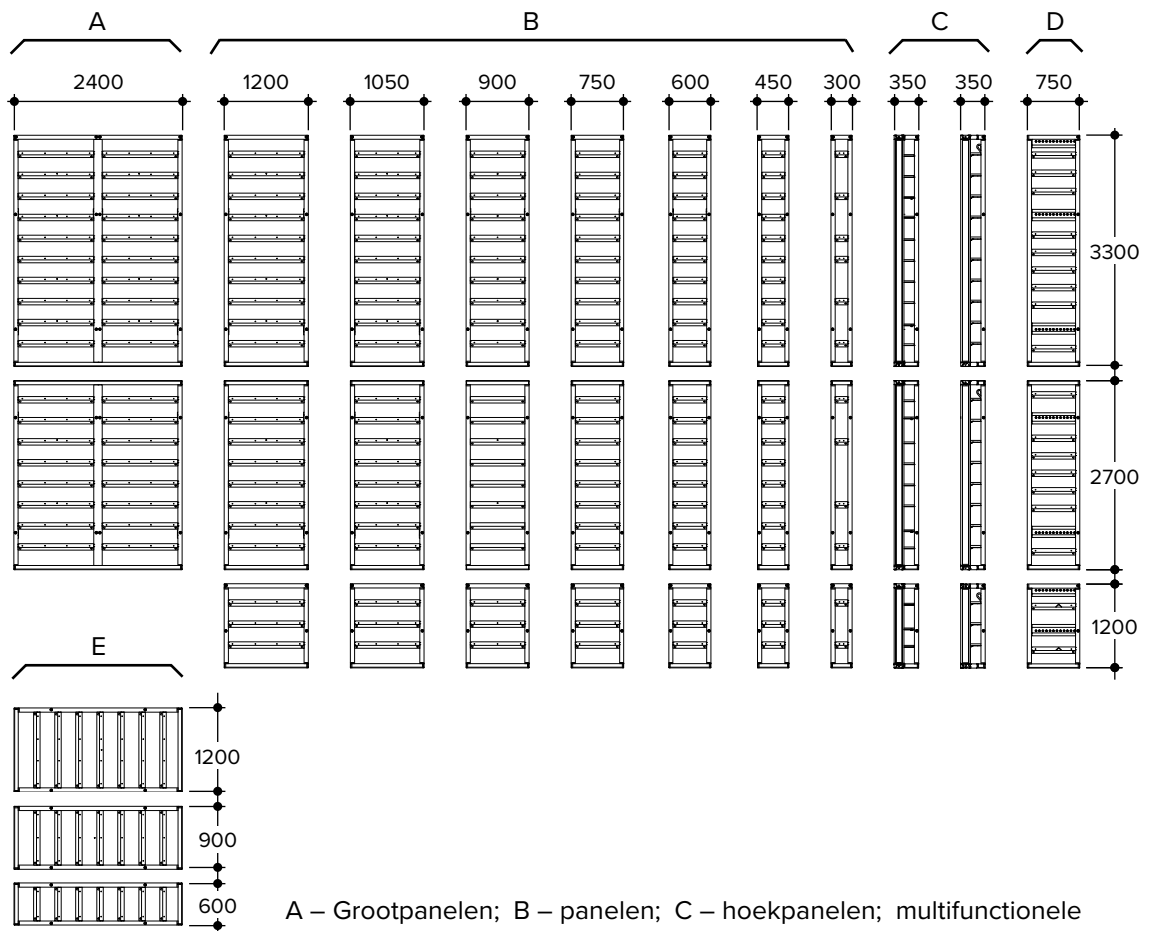 A B C D
2400 1200 1050 900 750 600 450 300 350 350 750
3300
2700
1200
E
1200
900
600
A – Grootpanelen; B – panelen; C – hoekpanelen; multifunctionele